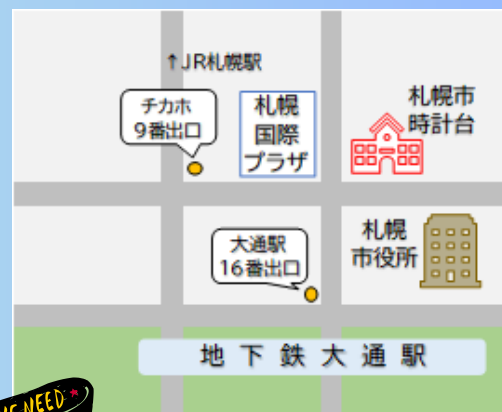 ↑JR札幌駅
チカホ
9番出口
札幌
国際
プラザ
札幌市
時計台
大通駅
16番出口
札幌
市役所
地下鉄大通駅
NEED